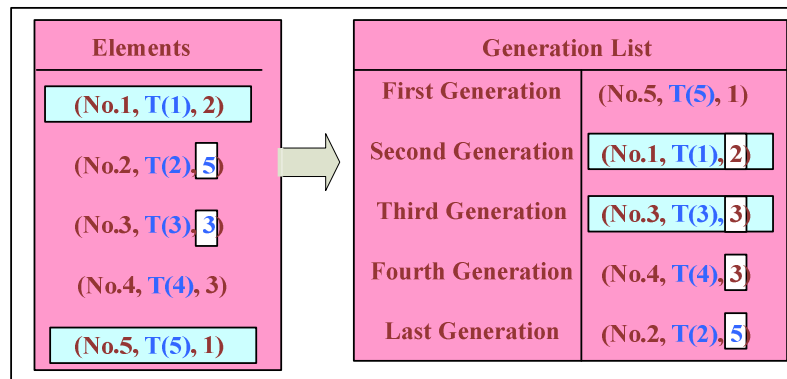 Elements
(No.1, T(1), 2)
(No.2, T(2), 5)
(No.3, T(3), 3)
(No.4, T(4), 3)
(No.5, T(5), 1)
Generation List
First Generation (No.5, T(5), 1)
Second Generation (No.1, T(1), 2)
Third Generation (No.3, T(3), 3)
Fourth Generation (No.4, T(4), 3)
Last Generation (No.2, T(2), 5)